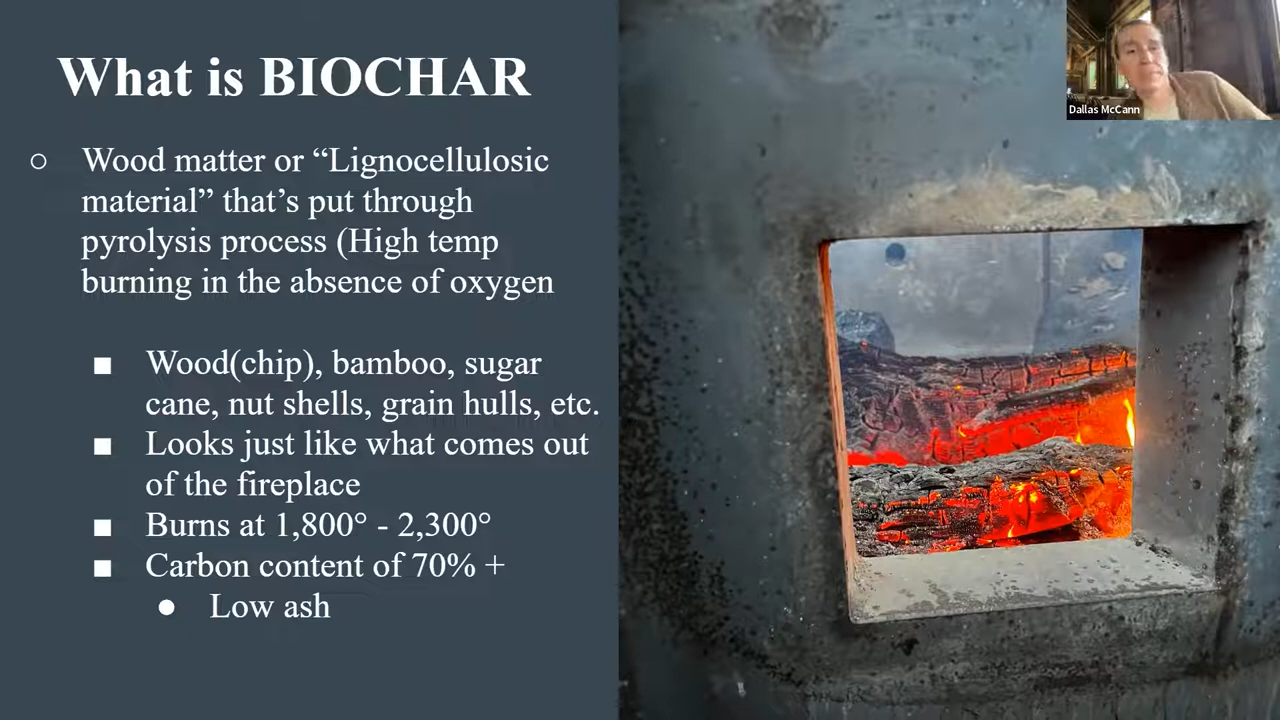 What is BIOCHAR
○ Wood matter or “Lignocellulosic
material” that’s put through
pyrolysis process (High temp
burning in the absence of oxygen
■ Wood(chip), bamboo, sugar
cane, nut shells, grain hulls, etc.
■ Looks just like what comes out
of the fireplace
■ Burns at 1,800° - 2,300°
■ Carbon content of 70% +
● Low ash
Dallas McCann